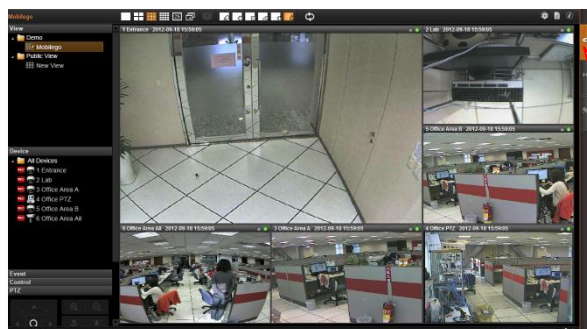 Mobilego
View
Demo
Mobilego
Public View
New View
Device
All Devices
1 Entrance
2 Lab
3 Office Area A
4 Office PTZ
5 Office Area B
6 Office Area All
Event
Control
PTZ
1 Entrance 2012-09-18 15:59:05
2 Lab 2012-09-18 15:59:05
5 Office Area B 2012-09-18 15:59:05
6 Office Area All 2012-09-18 15:59:05
3 Office Area A 2012-09-18 15:59:05
4 Office PTZ 2012-09-18 15:59:05